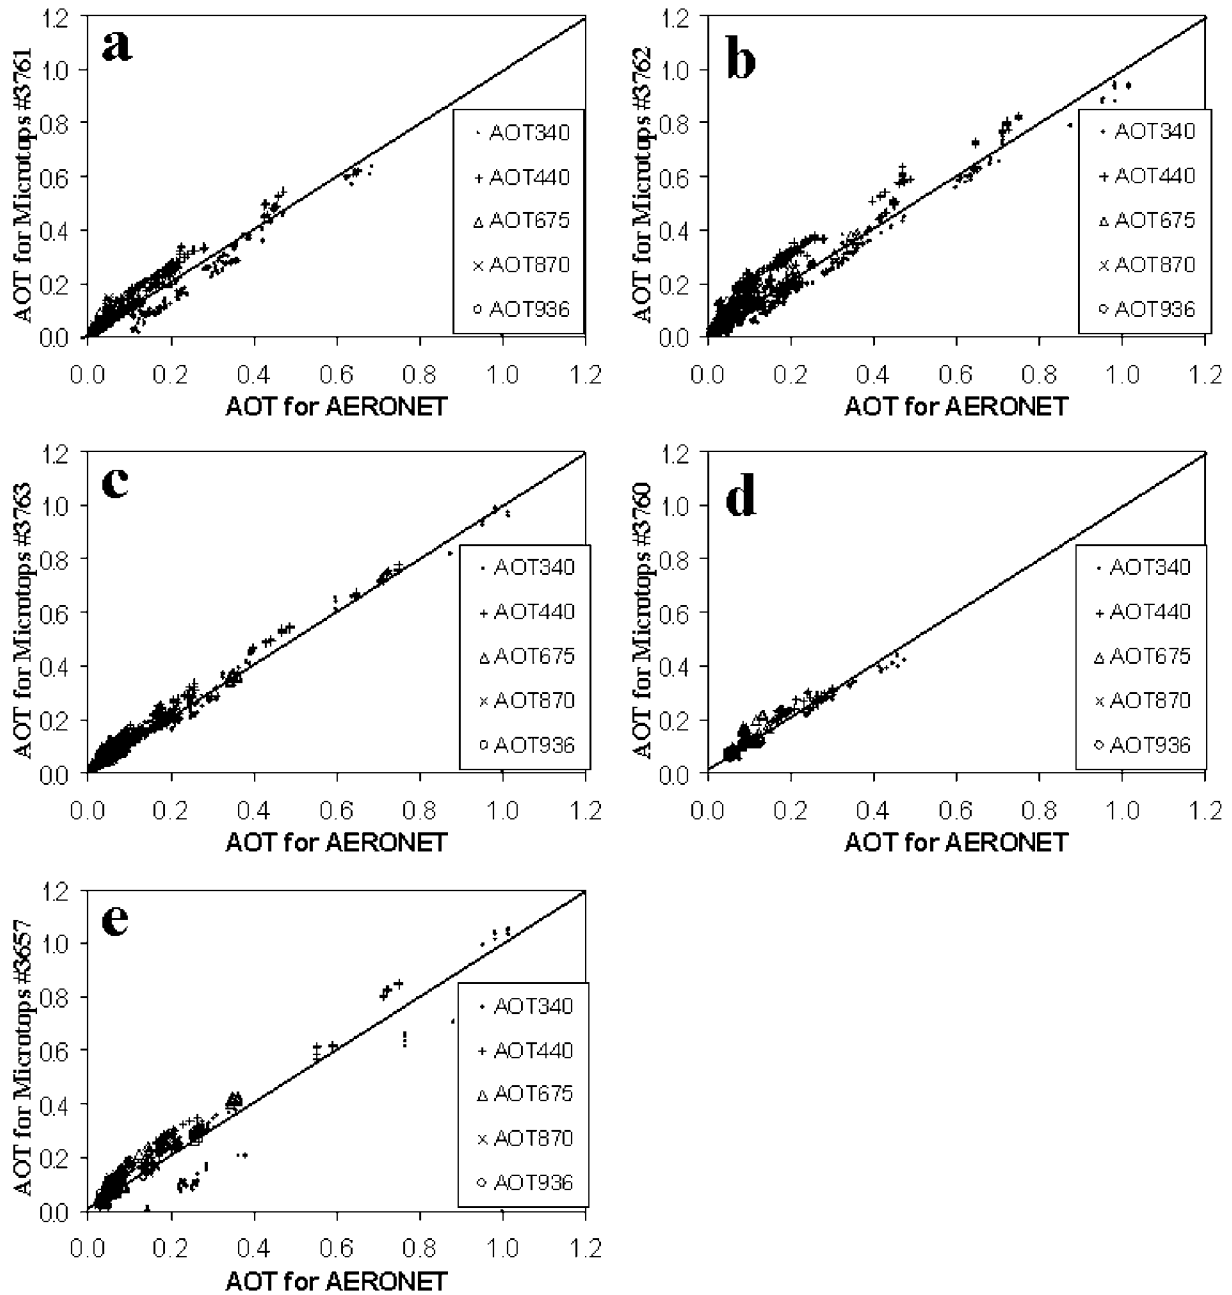 a
AOT for Microtops #3761
1.2
1.0
0.8
0.6
0.4
0.2
0.0
0.0 0.2 0.4 0.6 0.8 1.0 1.2
AOT for AERONET
AOT340
AOT440
AOT675
AOT870
AOT936
b
AOT for Microtops #3762
1.2
1.0
0.8
0.6
0.4
0.2
0.0
0.0 0.2 0.4 0.6 0.8 1.0 1.2
AOT for AERONET
AOT340
AOT440
AOT675
AOT870
AOT936
c
AOT for Microtops #3763
1.2
1.0
0.8
0.6
0.4
0.2
0.0
0.0 0.2 0.4 0.6 0.8 1.0 1.2
AOT for AERONET
AOT340
AOT440
AOT675
AOT870
AOT936
d
AOT for Microtops #3760
1.2
1.0
0.8
0.6
0.4
0.2
0.0
0.0 0.2 0.4 0.6 0.8 1.0 1.2
AOT for AERONET
AOT340
AOT440
AOT675
AOT870
AOT936
e
AOT for Microtops #3657
1.2
1.0
0.8
0.6
0.4
0.2
0.0
0.0 0.2 0.4 0.6 0.8 1.0 1.2
AOT for AERONET
AOT340
AOT440
AOT675
AOT870
AOT936